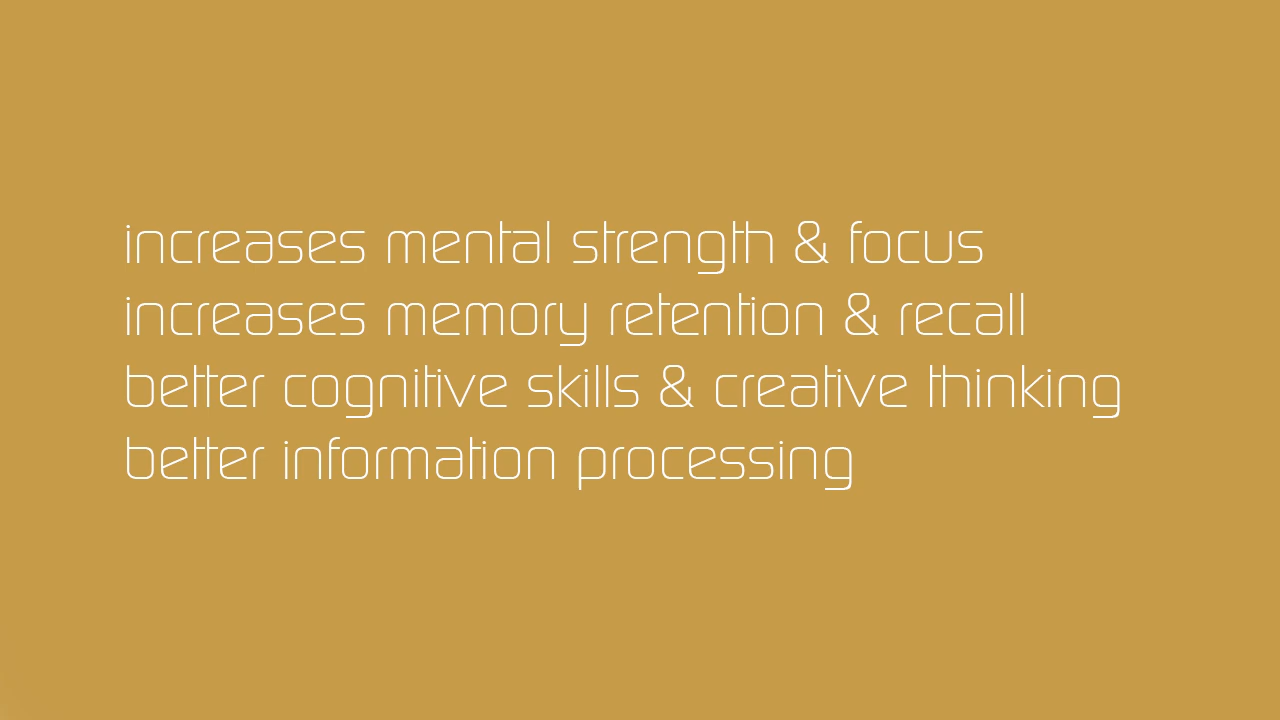 increases mental strength & focus
increases memory retention & recall
better cognitive skills & creative thinking
better information processing